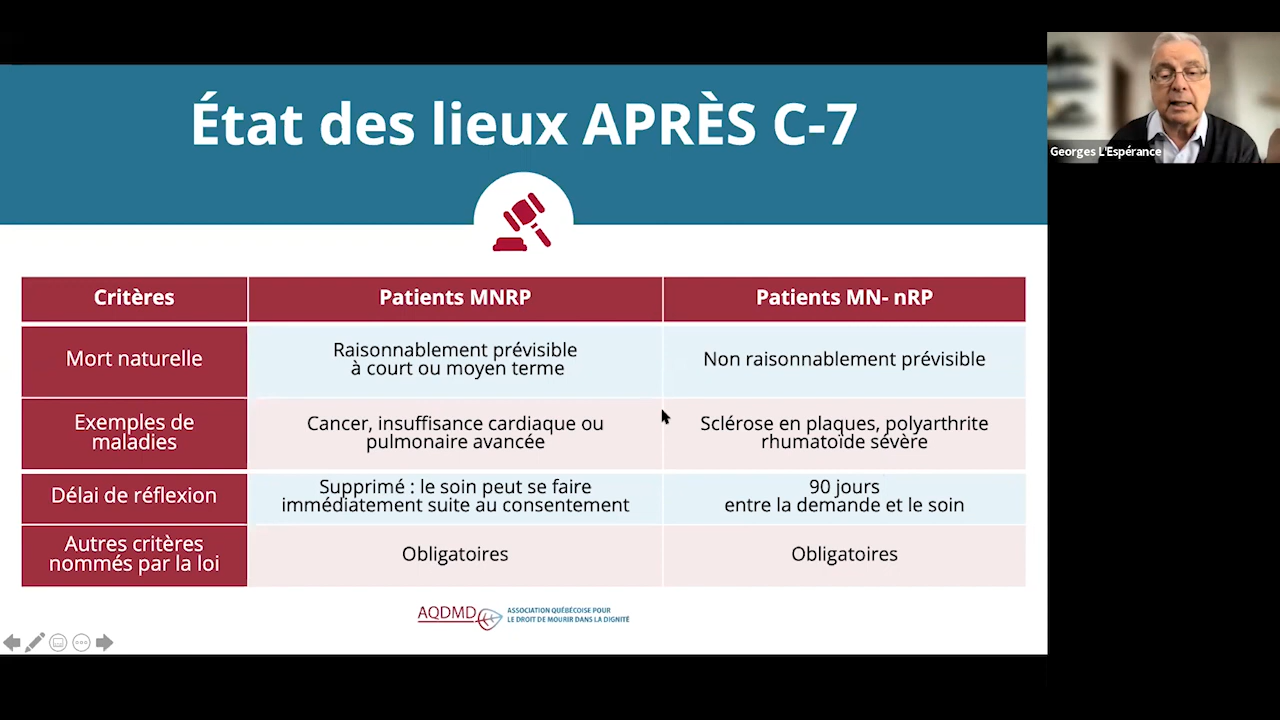 État des lieux APRÈS C-7
Georges L'Espérance
Critères
Patients MNRP
Patients MN- nRP
Mort naturelle
Raisonnablement prévisible
à court ou moyen terme
Non raisonnablement prévisible
Exemples de
maladies
Cancer, insuffisance cardiaque ou
pulmonaire avancée
Sclérose en plaques, polyarthrite
rhumatoïde sévère
Délai de réflexion
Supprimé : le soin peut se faire
immédiatement suite au consentement
90 jours
entre la demande et le soin
Autres critères
nommés par la loi
Obligatoires
Obligatoires
AQDMD
ASSOCIATION QUÉBÉCOISE POUR
LE DROIT DE MOURIR DANS LA DIGNITÉ